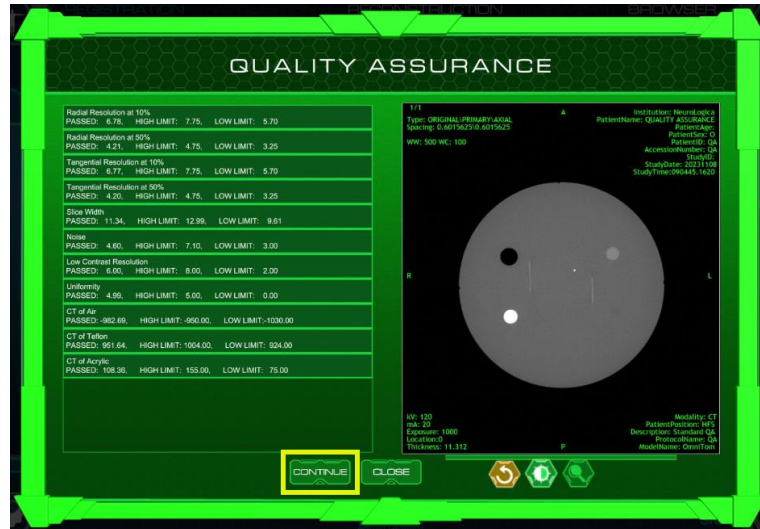 REGISTRATION RECONSTRUCTION BROWSER
QUALITY ASSURANCE
Radial Resolution at 10%
PASSED: 6.78, HIGH LIMIT: 7.75, LOW LIMIT: 5.70
Radial Resolution at 50%
PASSED: 4.21, HIGH LIMIT: 4.75, LOW LIMIT: 3.25
Tangential Resolution at 10%
PASSED: 6.77, HIGH LIMIT: 7.75, LOW LIMIT: 5.70
Tangential Resolution at 50%
PASSED: 4.20, HIGH LIMIT: 4.75, LOW LIMIT: 3.25
Slice Width
PASSED: 11.34, HIGH LIMIT: 12.99, LOW LIMIT: 9.61
Noise
PASSED: 4.60, HIGH LIMIT: 7.10, LOW LIMIT: 3.00
Low Contrast Resolution
PASSED: 6.00, HIGH LIMIT: 8.00, LOW LIMIT: 2.00
Uniformity
PASSED: 4.99, HIGH LIMIT: 5.00, LOW LIMIT: 0.00
CT of Air
PASSED: -982.69, HIGH LIMIT: -950.00, LOW LIMIT:-1030.00
CT of Teflon
PASSED: 951.64, HIGH LIMIT: 1004.00, LOW LIMIT: 924.00
CT of Acrylic
PASSED: 108.36, HIGH LIMIT: 155.00, LOW LIMIT: 75.00
1/1
Type: ORIGINAL\PRIMARY\AXIAL
Spacing: 0.6015625\0.6015625
WW: 500 WC: 100
A
Institution: NeuroLogica
PatientName: QUALITY ASSURANCE
PatientAge:
PatientSex: O
PatientID: QA
AccessionNumber: QA
StudyID:
StudyDate: 20231108
StudyTime:090445.1620
R
L
kV: 120
mA: 20
Exposure: 1000
Location:0
Thickness: 11.312
P
Modality: CT
PatientPosition: HFS
Description: Standard QA
ProtocolName: QA
ModelName: OmniTom
CONTINUE
CLOSE